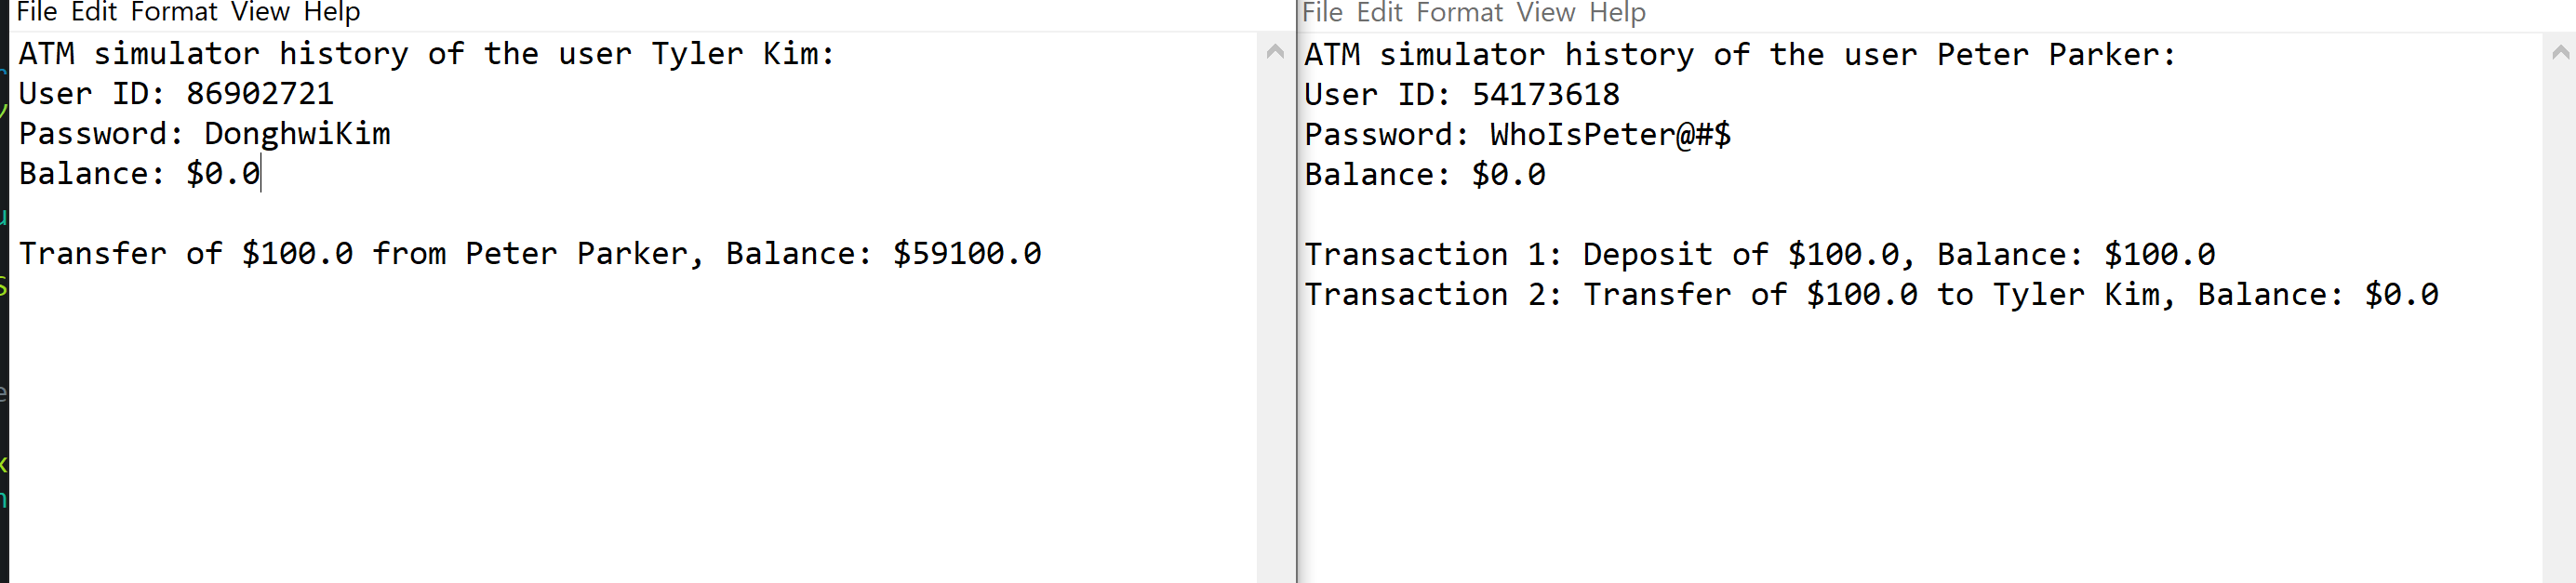 File Edit Format View Help
ATM simulator history of the user Tyler Kim:
User ID: 86902721
Password: DonghwiKim
Balance: $0.0
Transfer of $100.0 from Peter Parker, Balance: $59100.0
File Edit Format View Help
ATM simulator history of the user Peter Parker:
User ID: 54173618
Password: WhoIsPeter@#$
Balance: $0.0
Transaction 1: Deposit of $100.0, Balance: $100.0
Transaction 2: Transfer of $100.0 to Tyler Kim, Balance: $0.0